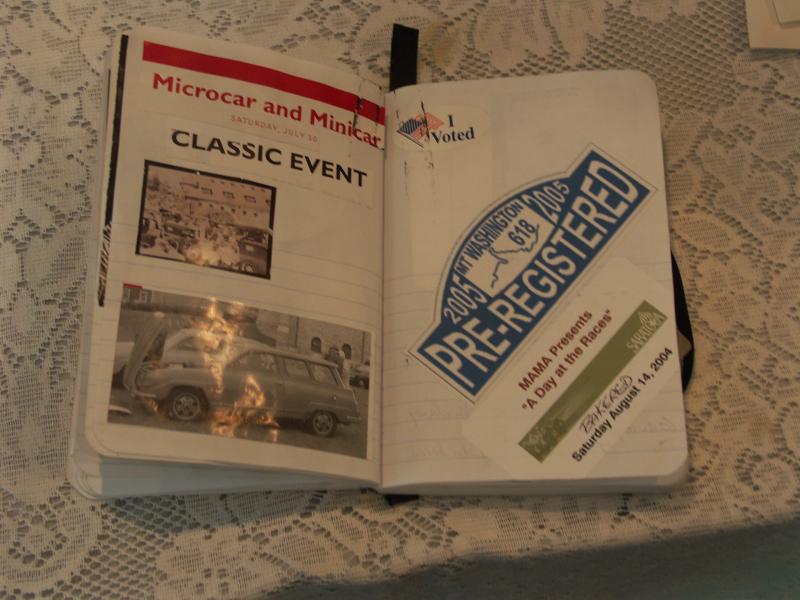 Microcar and Minicar
SATURDAY, JULY 30
CLASSIC EVENT
I
Voted
2005 MT WASHINGTON 2005
618
PRE-REGISTERED
MAMA Presents
"A Day at the Races"
SARATOGA
Saturday August 14, 2004